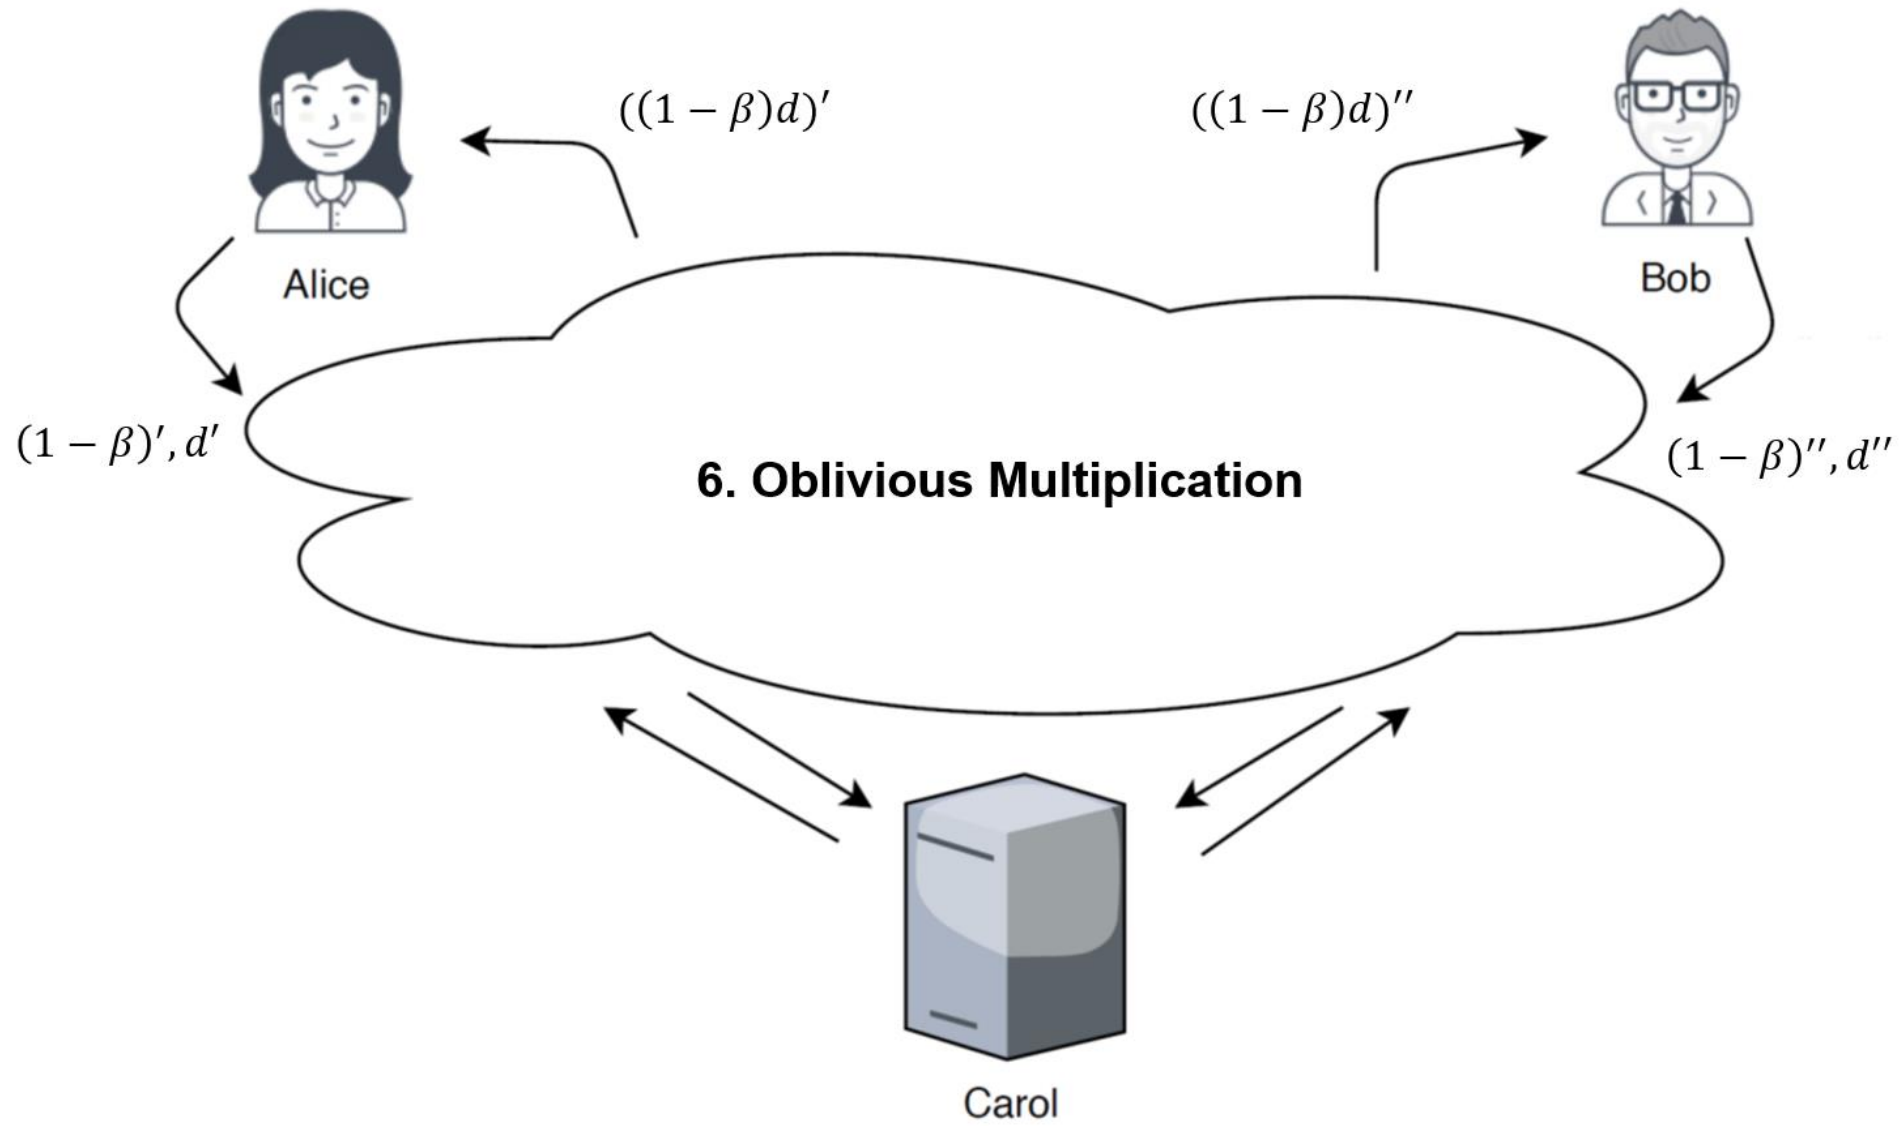 ((1 − β)d)′
((1 − β)d)′′
Alice
Bob
(1 − β)′, d′
6. Oblivious Multiplication
(1 − β)′′, d′′
Carol